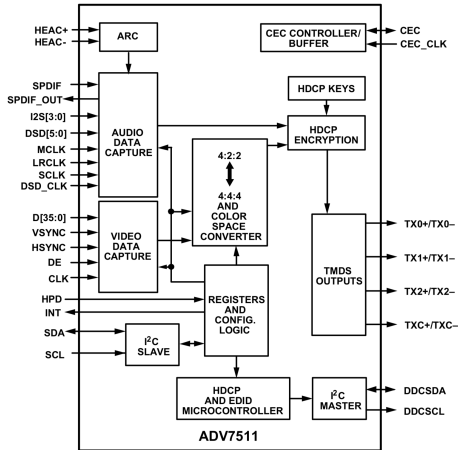 HEAC+
HEAC-
ARC
CEC CONTROLLER/
BUFFER
CEC
CEC_CLK
SPDIF
SPDIF_OUT
I2S[3:0]
DSD[5:0]
MCLK
LRCLK
SCLK
DSD_CLK
AUDIO
DATA
CAPTURE
HDCP KEYS
HDCP
ENCRYPTION
4:2:2
4:4:4
AND
COLOR
SPACE
CONVERTER
D[35:0]
VSYNC
HSYNC
DE
CLK
VIDEO
DATA
CAPTURE
TMDS
OUTPUTS
TX0+/TX0–
TX1+/TX1–
TX2+/TX2–
TXC+/TXC–
HPD
INT
REGISTERS
AND
CONFIG.
LOGIC
SDA
SCL
I2C
SLAVE
HDCP
AND EDID
MICROCONTROLLER
I2C
MASTER
DDCSDA
DDCSCL
ADV7511